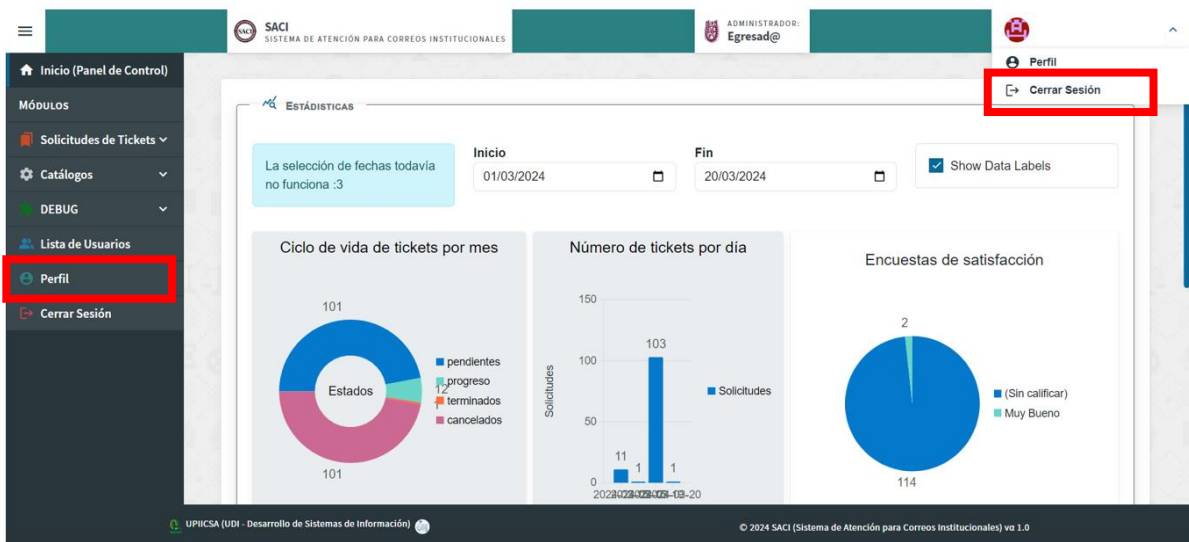 SACI
SISTEMA DE ATENCIÓN PARA CORREOS INSTITUCIONALES
ADMINISTRADOR:
Egresad@
Perfil
Cerrar Sesión
Inicio (Panel de Control)
MÓDULOS
Solicitudes de Tickets
Catálogos
DEBUG
Lista de Usuarios
Perfil
Cerrar Sesión
ESTÁDISTICAS
La selección de fechas todavía
no funciona :3
Inicio
01/03/2024
Fin
20/03/2024
Show Data Labels
Ciclo de vida de tickets por mes
101
Estados
12
1
101
pendientes
progreso
terminados
cancelados
Número de tickets por día
Solicitudes
150
100
50
0
11
1
103
1
Solicitudes
Encuestas de satisfacción
2
114
(Sin calificar)
Muy Bueno
UPIICSA (UDI - Desarrollo de Sistemas de Información)
© 2024 SACI (Sistema de Atención para Correos Institucionales) vα 1.0